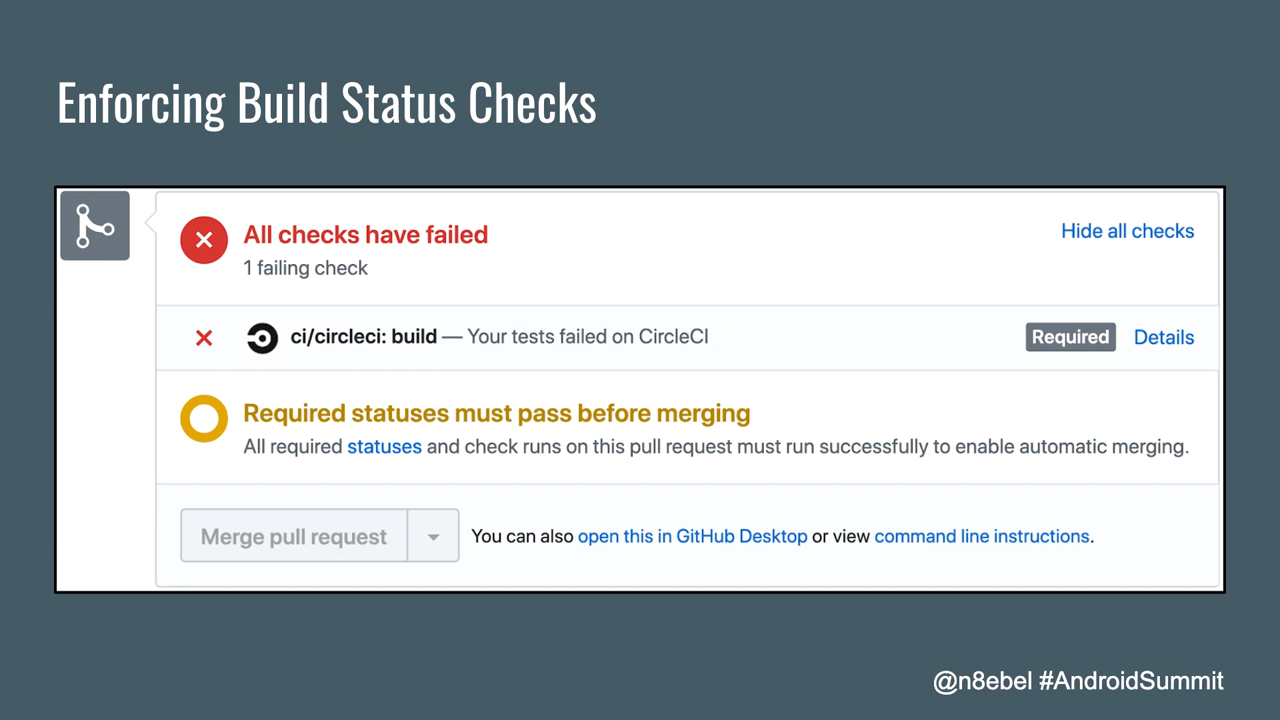 Enforcing Build Status Checks
All checks have failed
Hide all checks
1 failing check
ci/circleci: build — Your tests failed on CircleCI
Required
Details
Required statuses must pass before merging
All required statuses and check runs on this pull request must run successfully to enable automatic merging.
Merge pull request
You can also open this in GitHub Desktop or view command line instructions.
@n8ebel #AndroidSummit